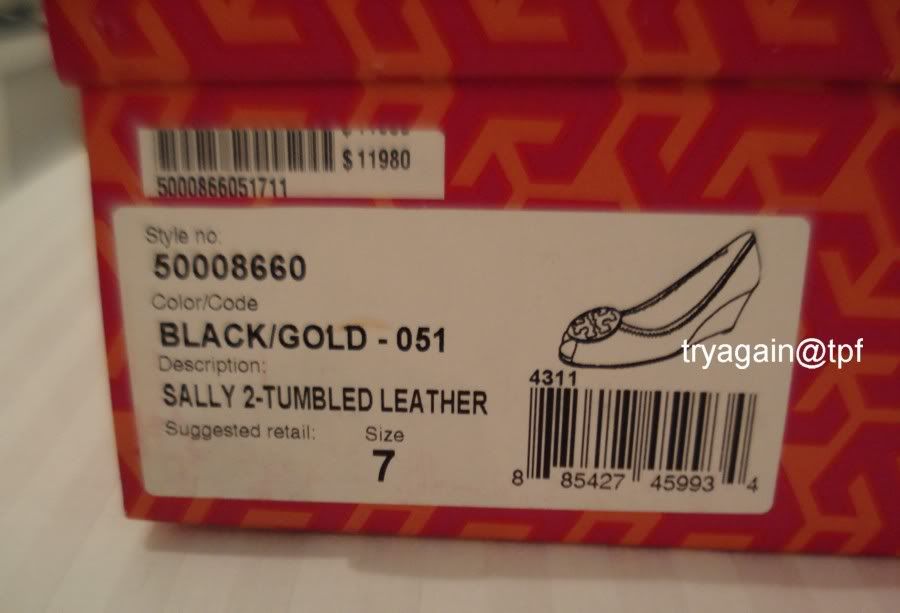 $ 11980
5000866051711
Style no.
50008660
Color/Code
BLACK/GOLD - 051
Description:
SALLY 2-TUMBLED LEATHER
Suggested retail: Size
7
tryagain@tpf
4311
8 85427 45993 4